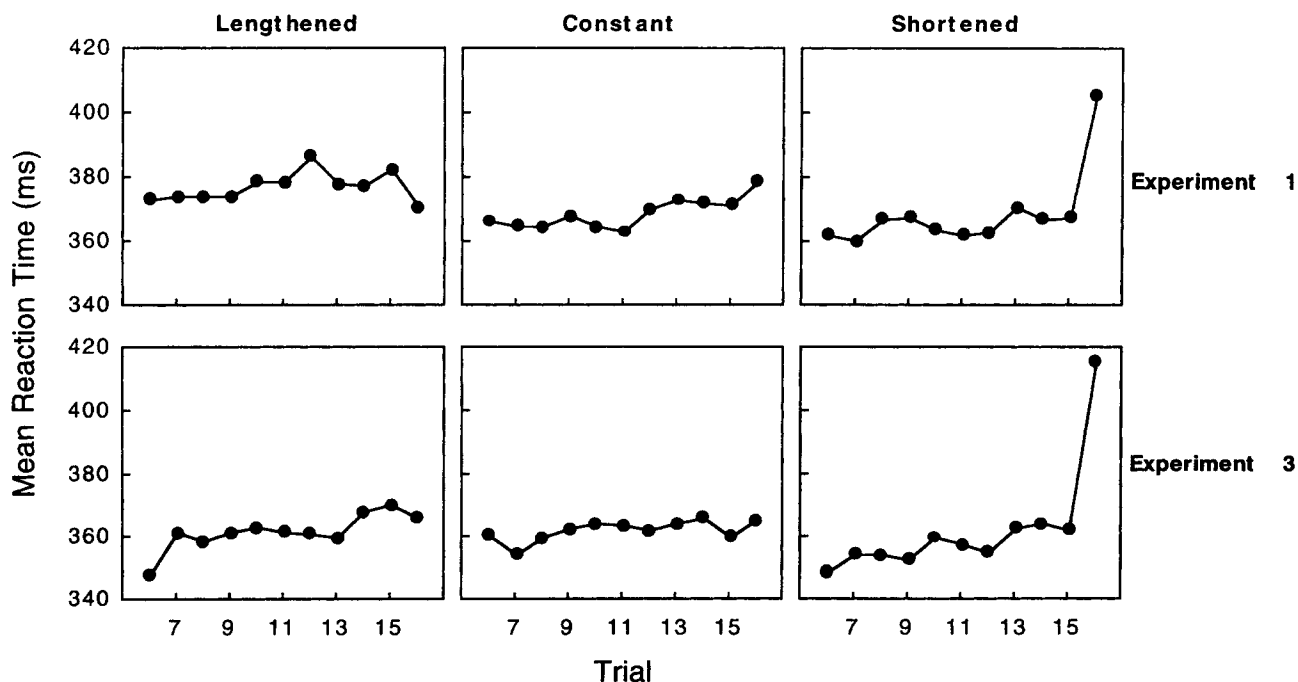 Lengthened Constant Shortened
420
400
380
360
340
Experiment 1
420
400
380
360
340
Experiment 3
7 9 11 13 15 7 9 11 13 15 7 9 11 13 15
Trial
Mean Reaction Time (ms)